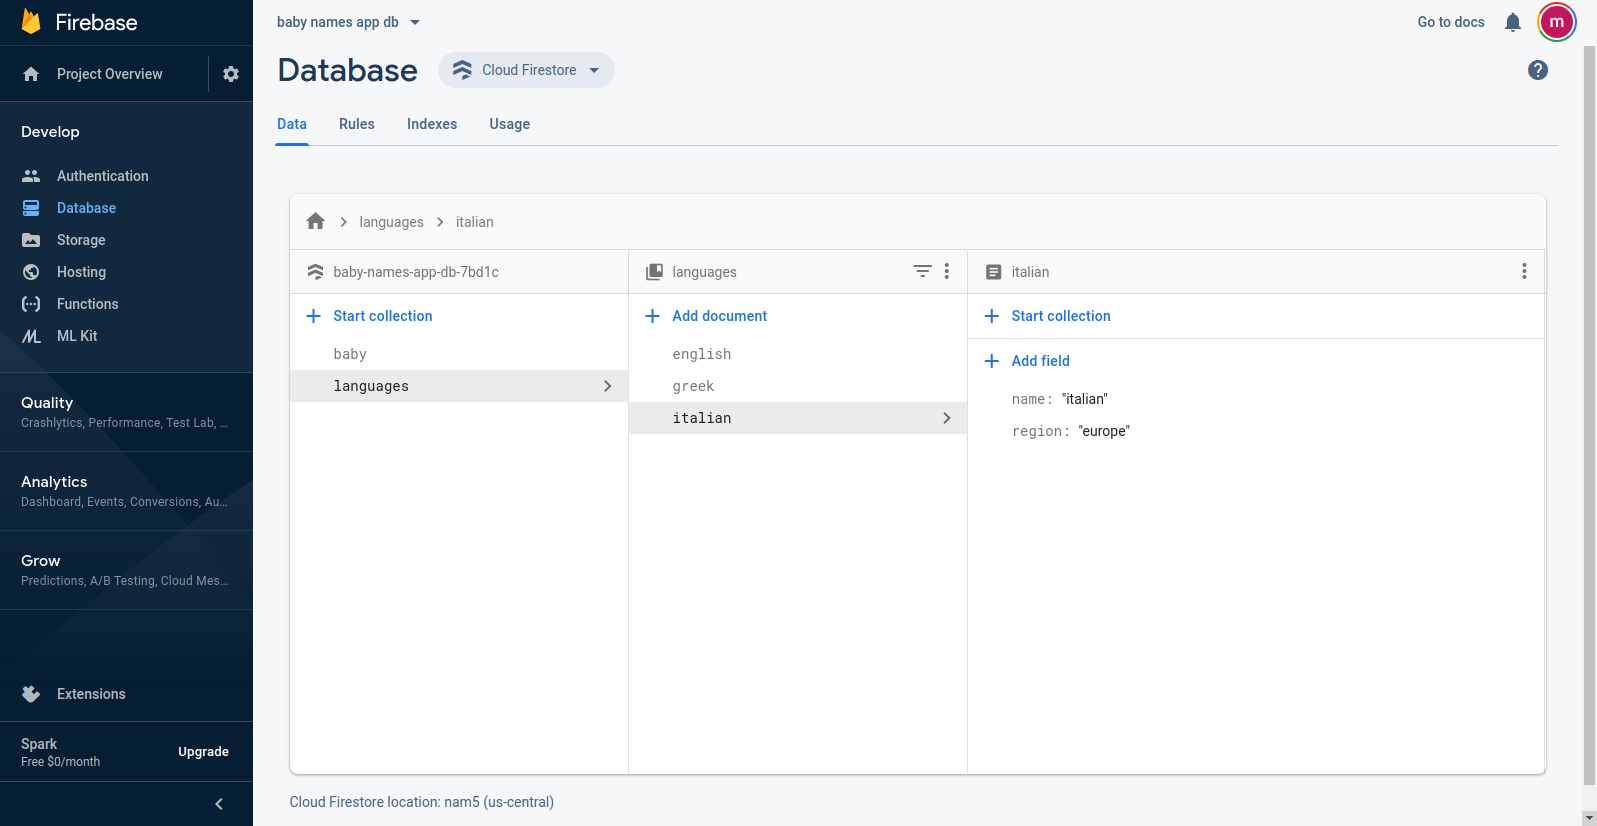 Firebase
Project Overview
Develop
Authentication
Database
Storage
Hosting
Functions
ML Kit
Quality
Crashlytics, Performance, Test Lab, ...
Analytics
Dashboard, Events, Conversions, Au...
Grow
Predictions, A/B Testing, Cloud Mes...
Extensions
Spark
Free $0/month
Upgrade
baby names app db
Go to docs
m
Database
Cloud Firestore
?
Data Rules Indexes Usage
languages italian
baby-names-app-db-7bd1c
Start collection
baby
languages
languages
Add document
english
greek
italian
italian
Start collection
Add field
name: "italian"
region: "europe"
Cloud Firestore location: nam5 (us-central)